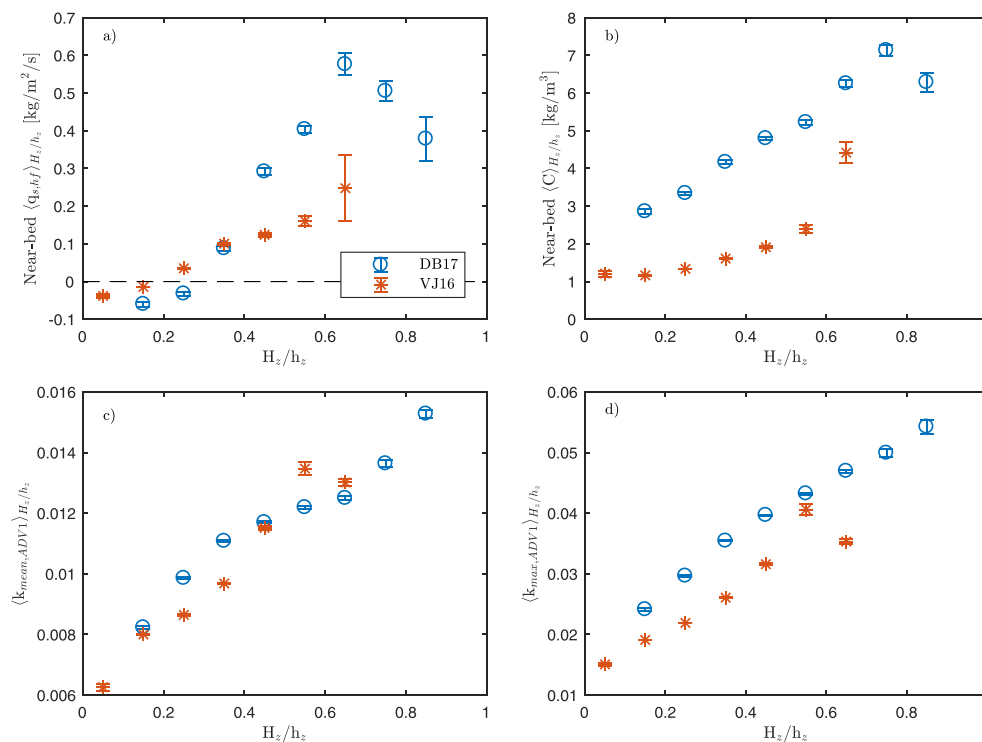 a)
Near-bed ⟨q_{s,hf}⟩_{H_z/h_z} [kg/m^2/s]
0.7
0.6
0.5
0.4
0.3
0.2
0.1
0
-0.1
DB17
VJ16
0 0.2 0.4 0.6 0.8 1
H_z/h_z
b)
Near-bed ⟨C⟩_{H_z/h_z} [kg/m^3]
8
7
6
5
4
3
2
1
0
0 0.2 0.4 0.6 0.8
H_z/h_z
c)
⟨k_{mean,ADV1}⟩_{H_z/h_z}
0.016
0.014
0.012
0.01
0.008
0.006
0 0.2 0.4 0.6 0.8 1
H_z/h_z
d)
⟨k_{max,ADV1}⟩_{H_z/h_z}
0.06
0.05
0.04
0.03
0.02
0.01
0 0.2 0.4 0.6 0.8
H_z/h_z